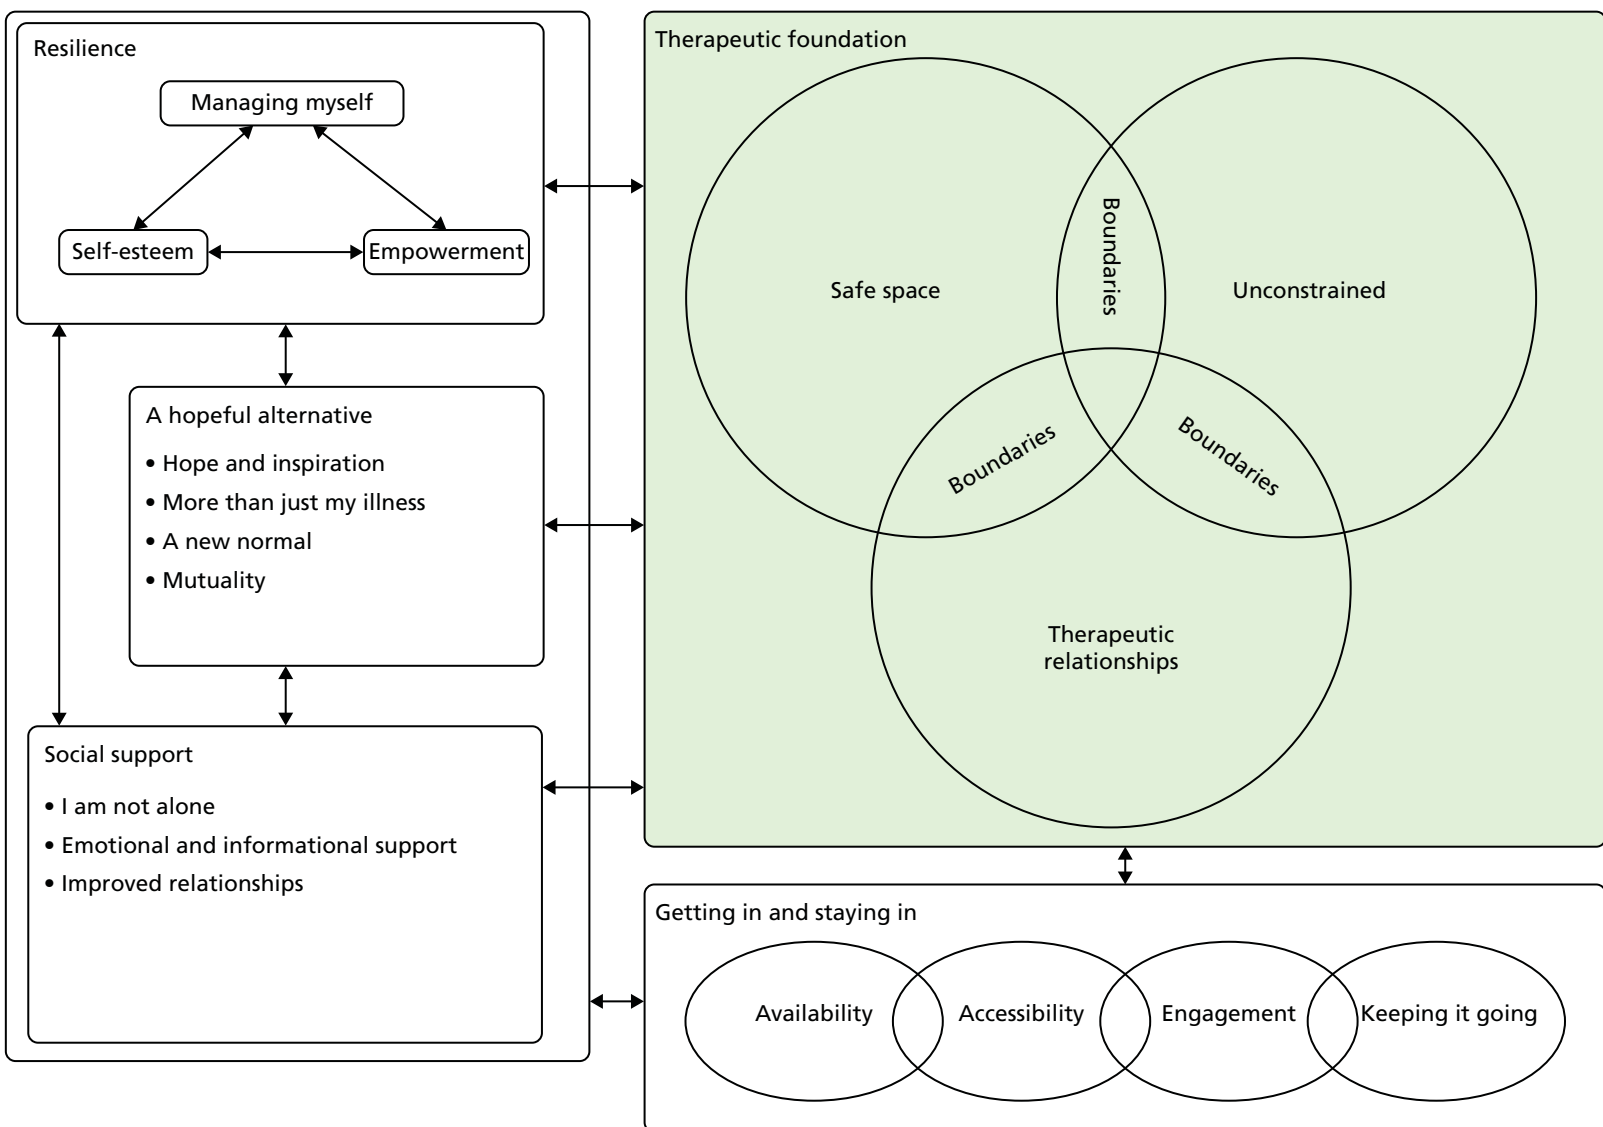 Resilience
Managing myself
Self-esteem
Empowerment
A hopeful alternative
• Hope and inspiration
• More than just my illness
• A new normal
• Mutuality
Social support
• I am not alone
• Emotional and informational support
• Improved relationships
Therapeutic foundation
Safe space
Boundaries
Unconstrained
Boundaries
Boundaries
Therapeutic
relationships
Getting in and staying in
Availability
Accessibility
Engagement
Keeping it going